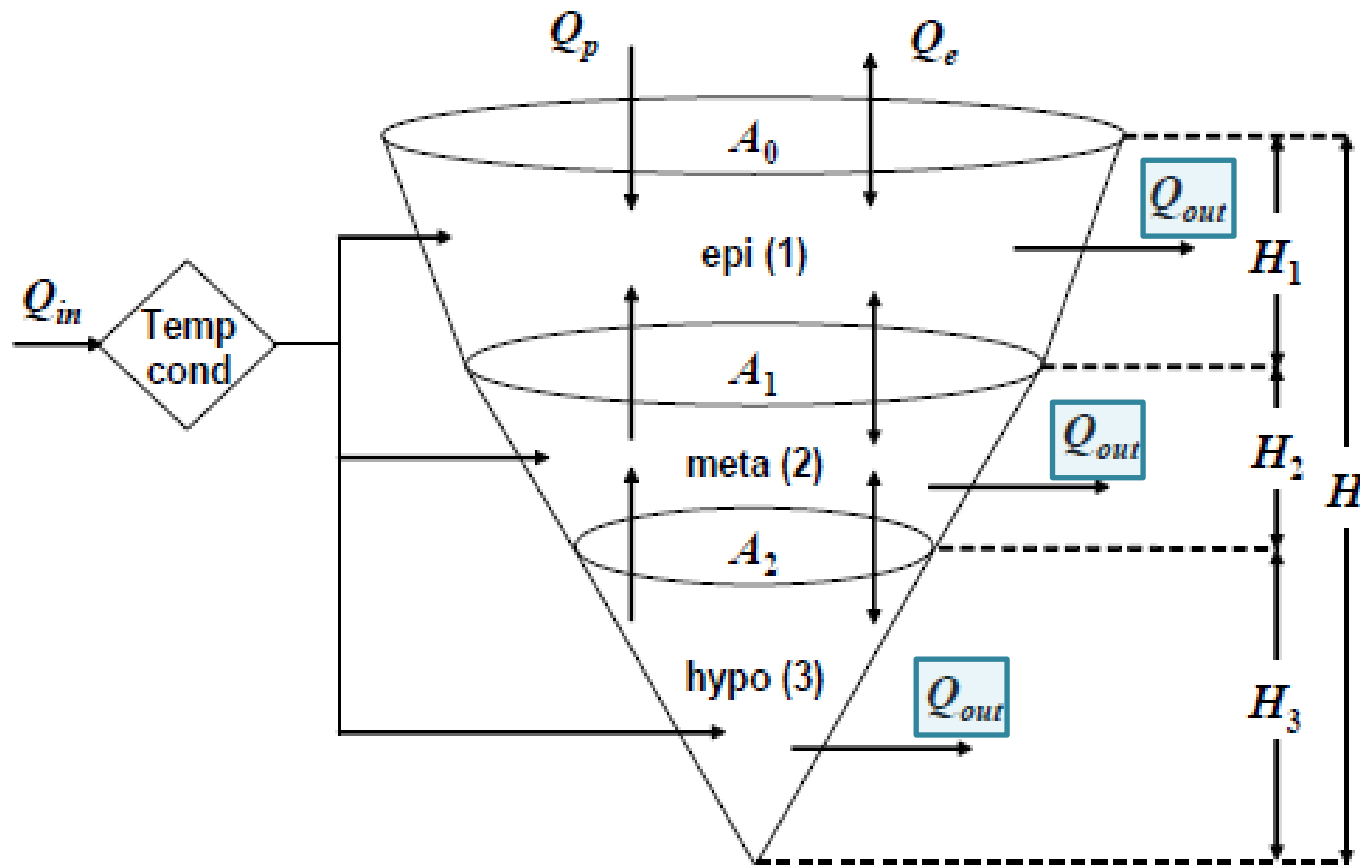 Q_p
Q_e
A_0
Q_out
epi (1)
H_1
Q_in
Temp
cond
A_1
Q_out
meta (2)
H_2
H
A_2
hypo (3)
Q_out
H_3